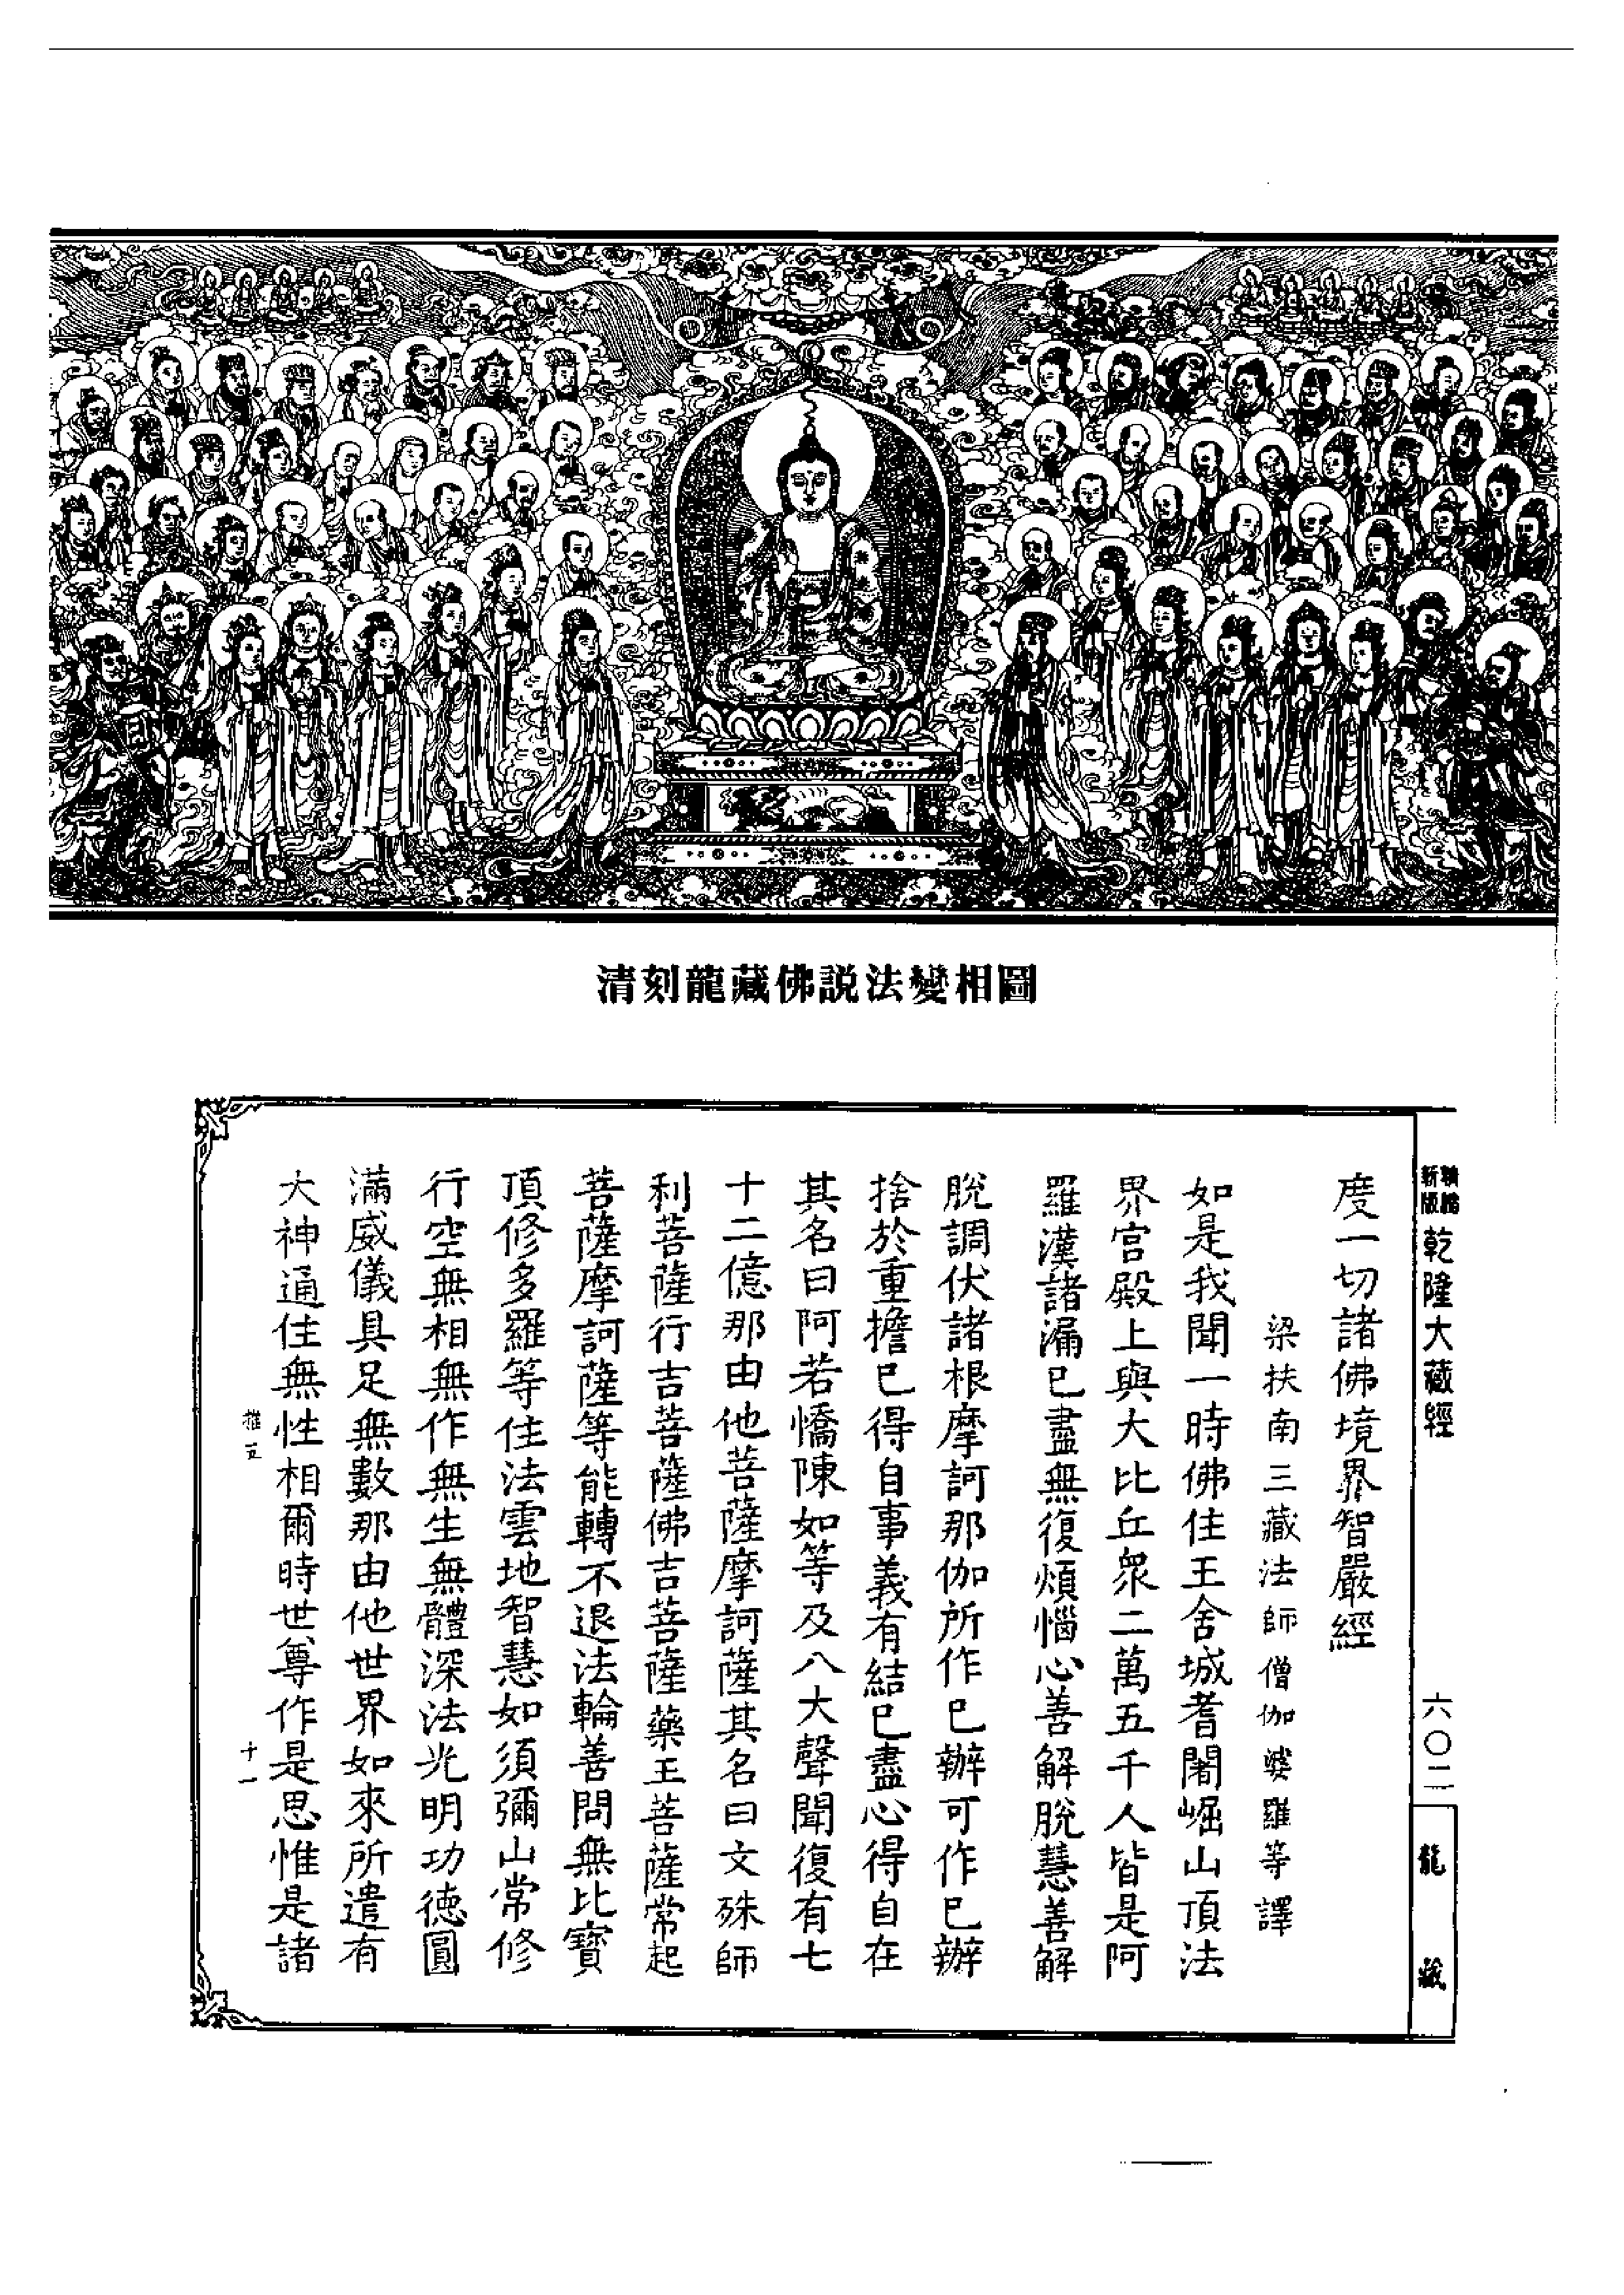 清刻龍藏佛説法變相圖
新版
乾隆大藏經
六〇二
龍藏
度一切諸佛境界智嚴經
梁扶南三藏法師僧伽婆羅等譯
如是我聞一時佛住王舍城耆闍崛山頂法
界宮殿上與大比丘眾二萬五千人皆是阿
羅漢諸漏已盡無復煩惱心善解脫慧善解
脫調伏諸根摩訶那伽所作已辦可作已辦
捨於重擔已得自事義有結已盡心得自在
其名曰阿若憍陳如等及八大聲聞復有七
十二億那由他菩薩摩訶薩其名曰文殊師
利菩薩行吉菩薩佛吉菩薩藥王菩薩常起
菩薩摩訶薩等能轉不退法輪善問無比寶
頂修多羅等住法雲地智慧如須彌山常修
行空無相無作無生無體深法光明功德圓
滿威儀具足無數那由他世界如來所遣有
大神通住無性相爾時世尊作是思惟是諸
推五
十一